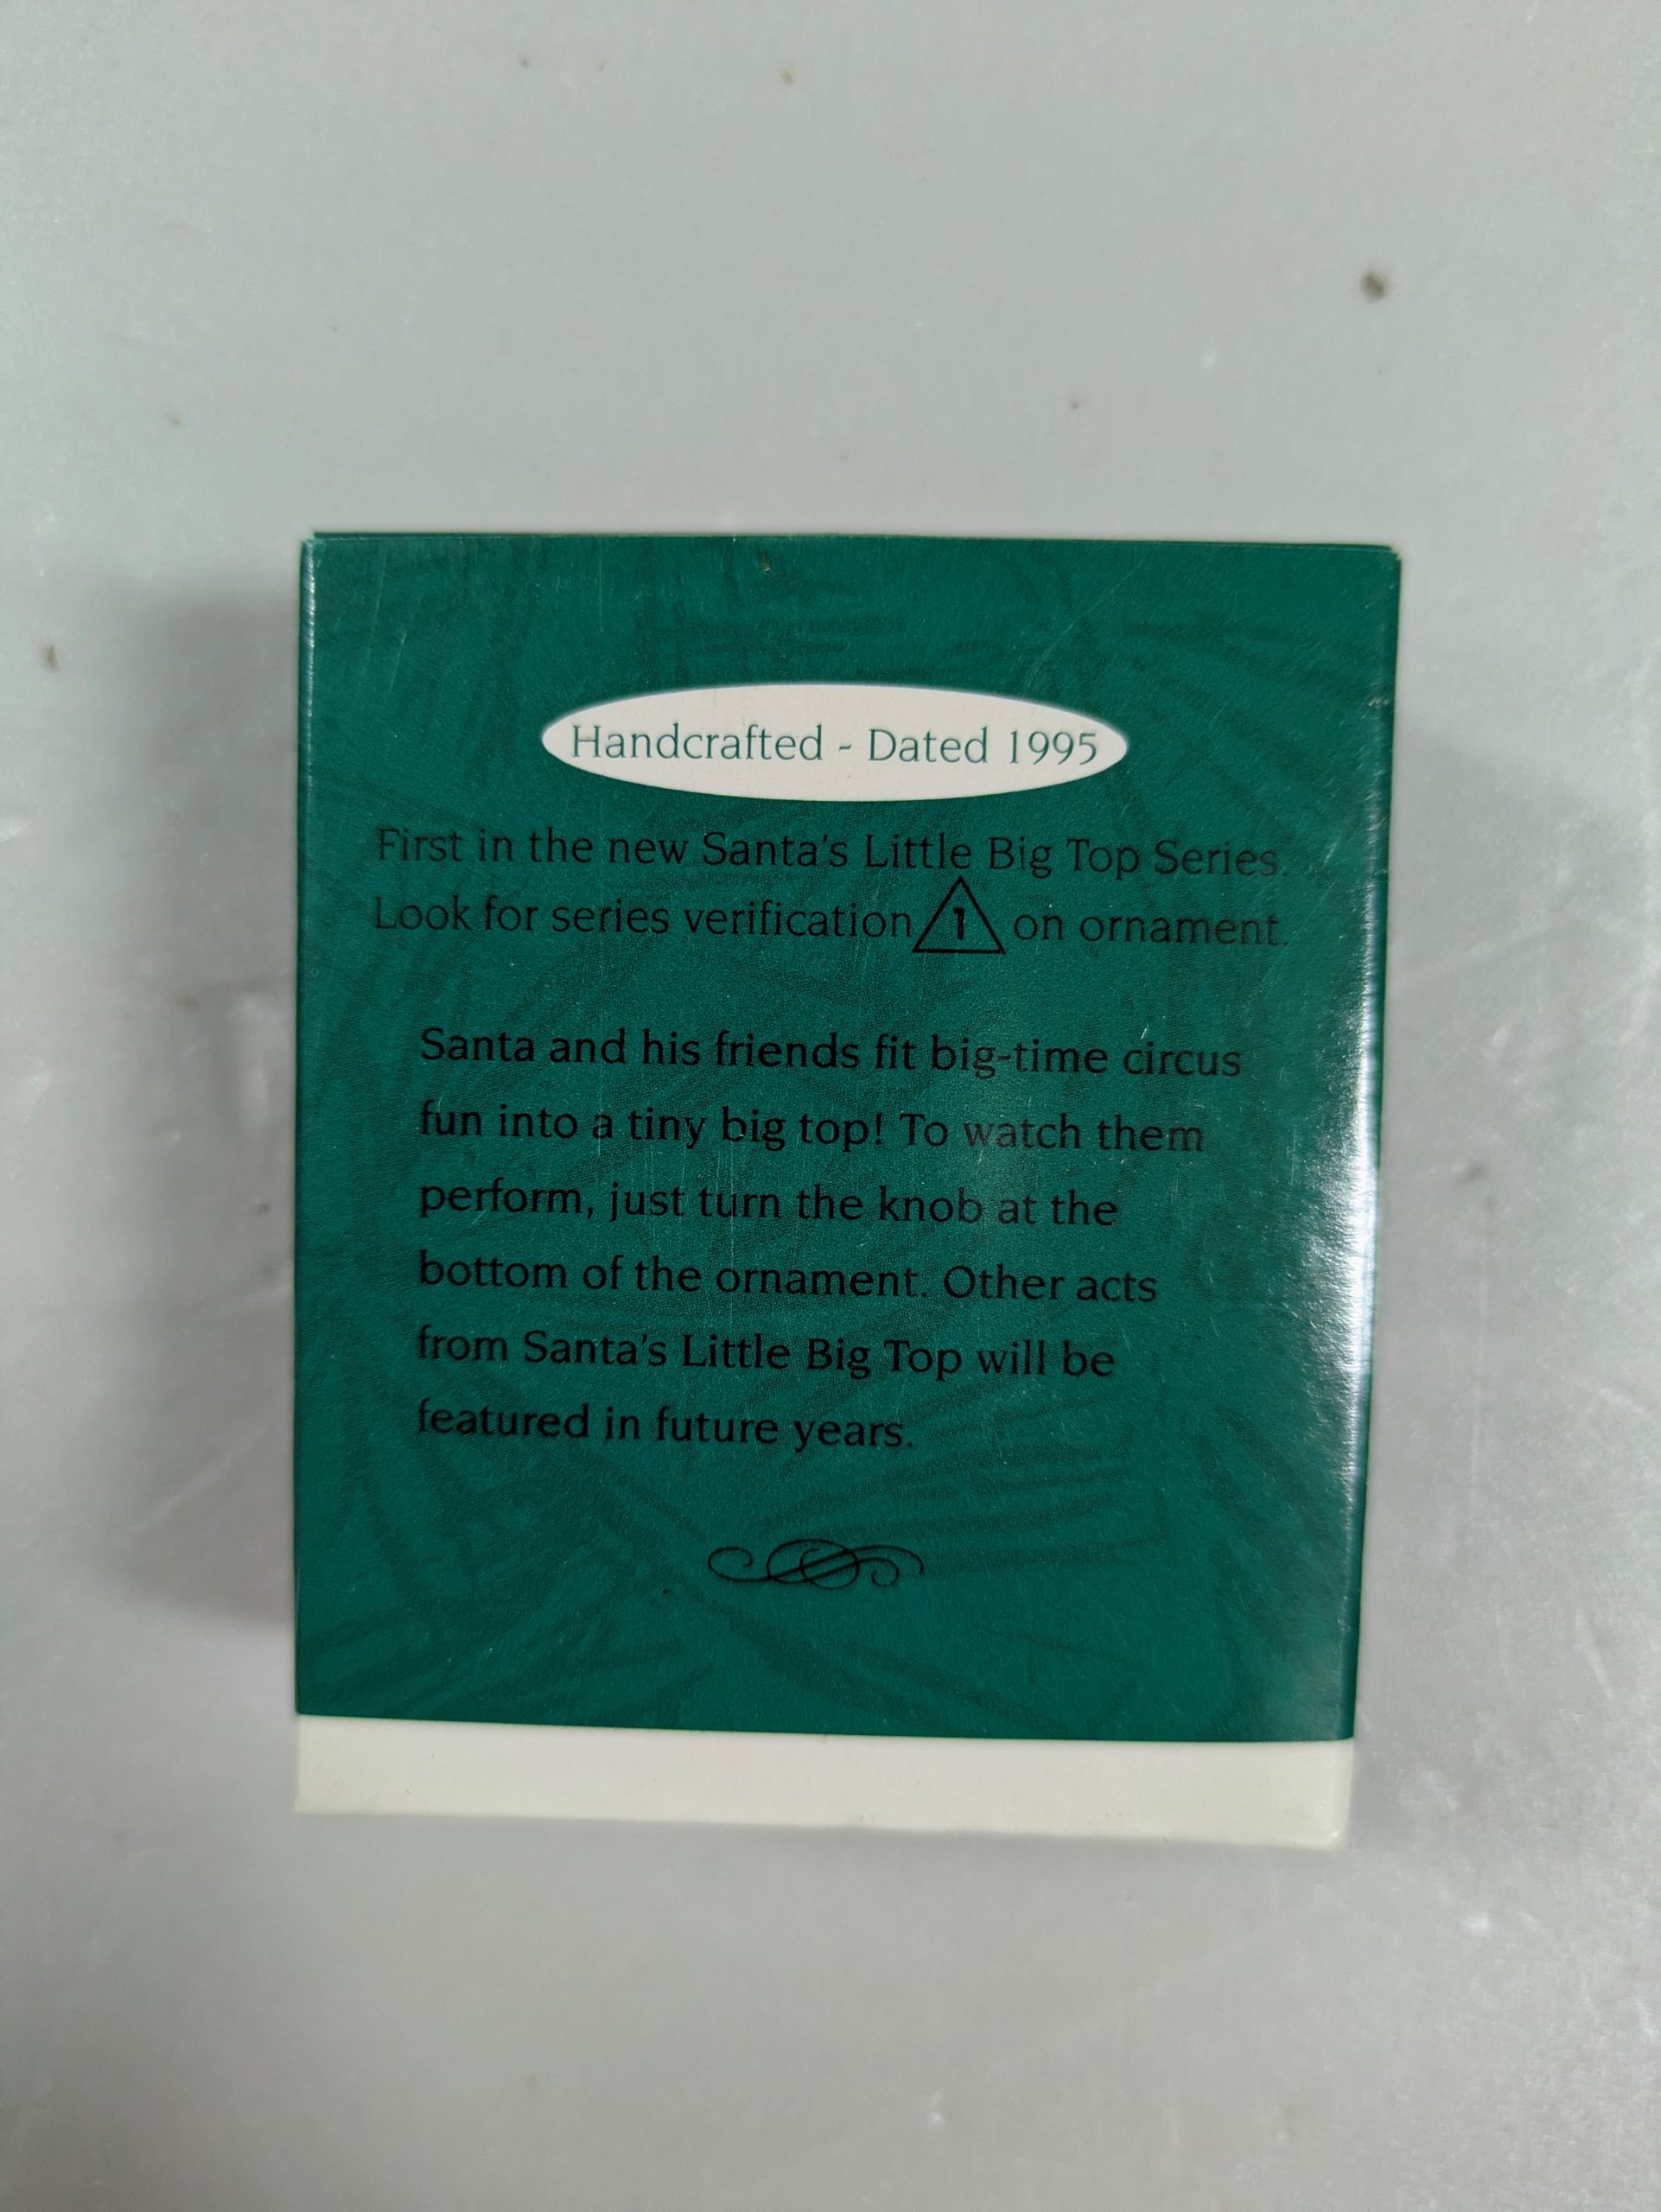 Handcrafted - Dated 1995
First in the new Santa's Little Big Top Series.
Look for series verification 1 on ornament.
Santa and his friends fit big-time circus
fun into a tiny big top! To watch them
perform, just turn the knob at the
bottom of the ornament. Other acts
from Santa's Little Big Top will be
featured in future years.